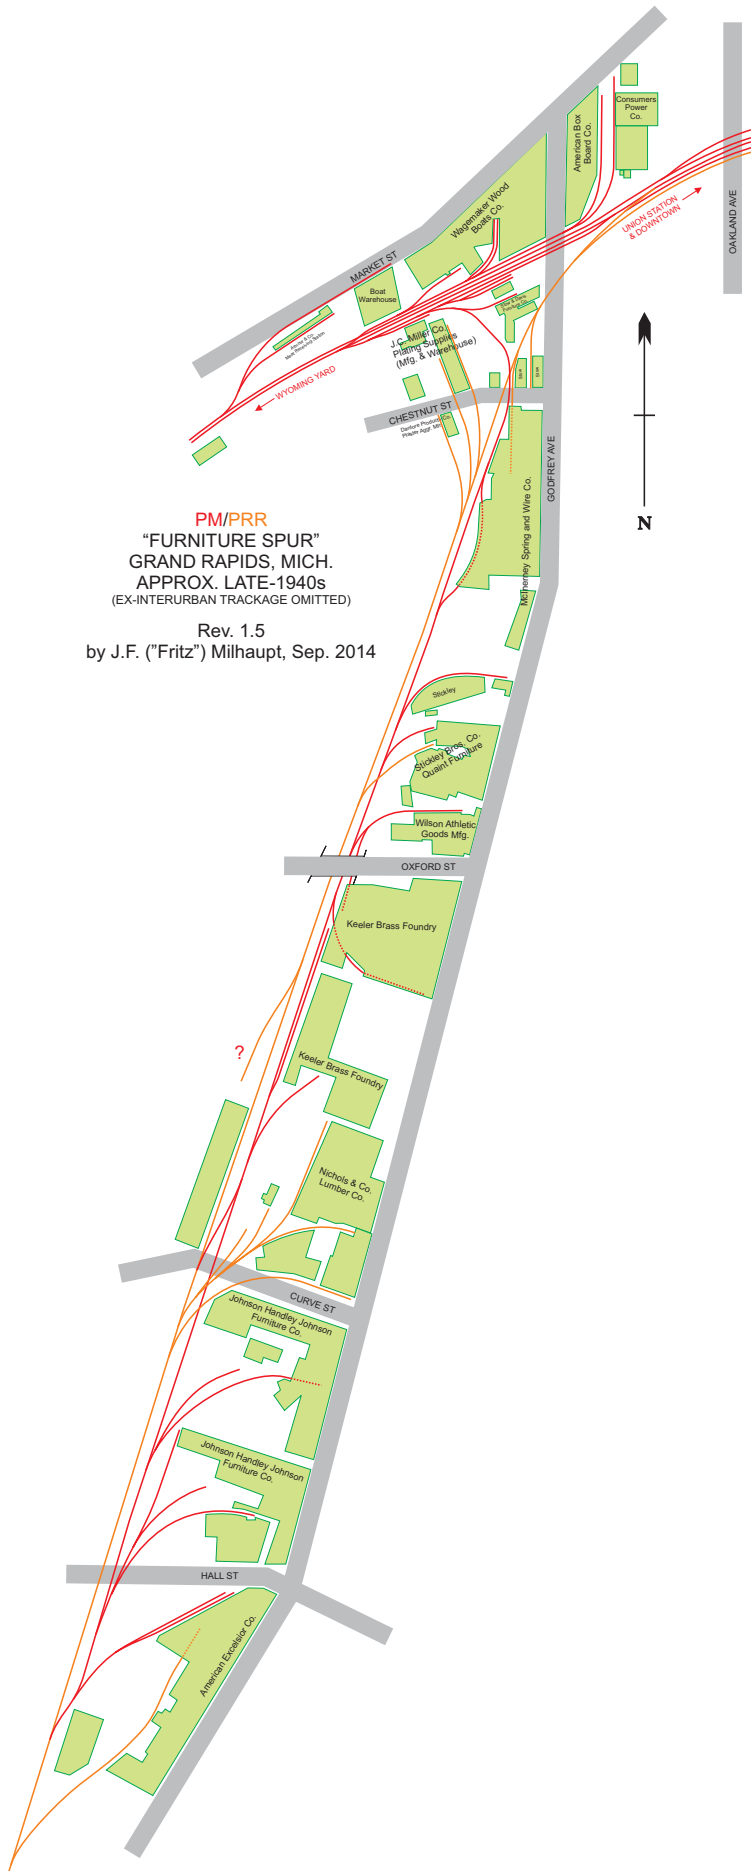 Consumers
Power
Co.
American Box
Board Co.
Wagemaker Wood
Boats Co.
OAKLAND AVE
UNION STATION
& DOWNTOWN
MARKET ST
Boat
Warehouse
J.C. Miller Co.
Plating Supplies
(Mfg. & Warehouse)
WYOMING YARD
CHESTNUT ST
GODFREY AVE
McInerney Spring and Wire Co.
N
PM/PRR
“FURNITURE SPUR”
GRAND RAPIDS, MICH.
APPROX. LATE-1940s
(EX-INTERURBAN TRACKAGE OMITTED)
Rev. 1.5
by J.F. (”Fritz”) Milhaupt, Sep. 2014
Stickley
Stickley Bros. Co.
Quaint Furniture
Wilson Athletic
Goods Mfg.
OXFORD ST
Keeler Brass Foundry
?
Keeler Brass Foundry
Nichols & Co.
Lumber Co.
CURVE ST
Johnson Handley Johnson
Furniture Co.
Johnson Handley Johnson
Furniture Co.
HALL ST
American Excelsior Co.